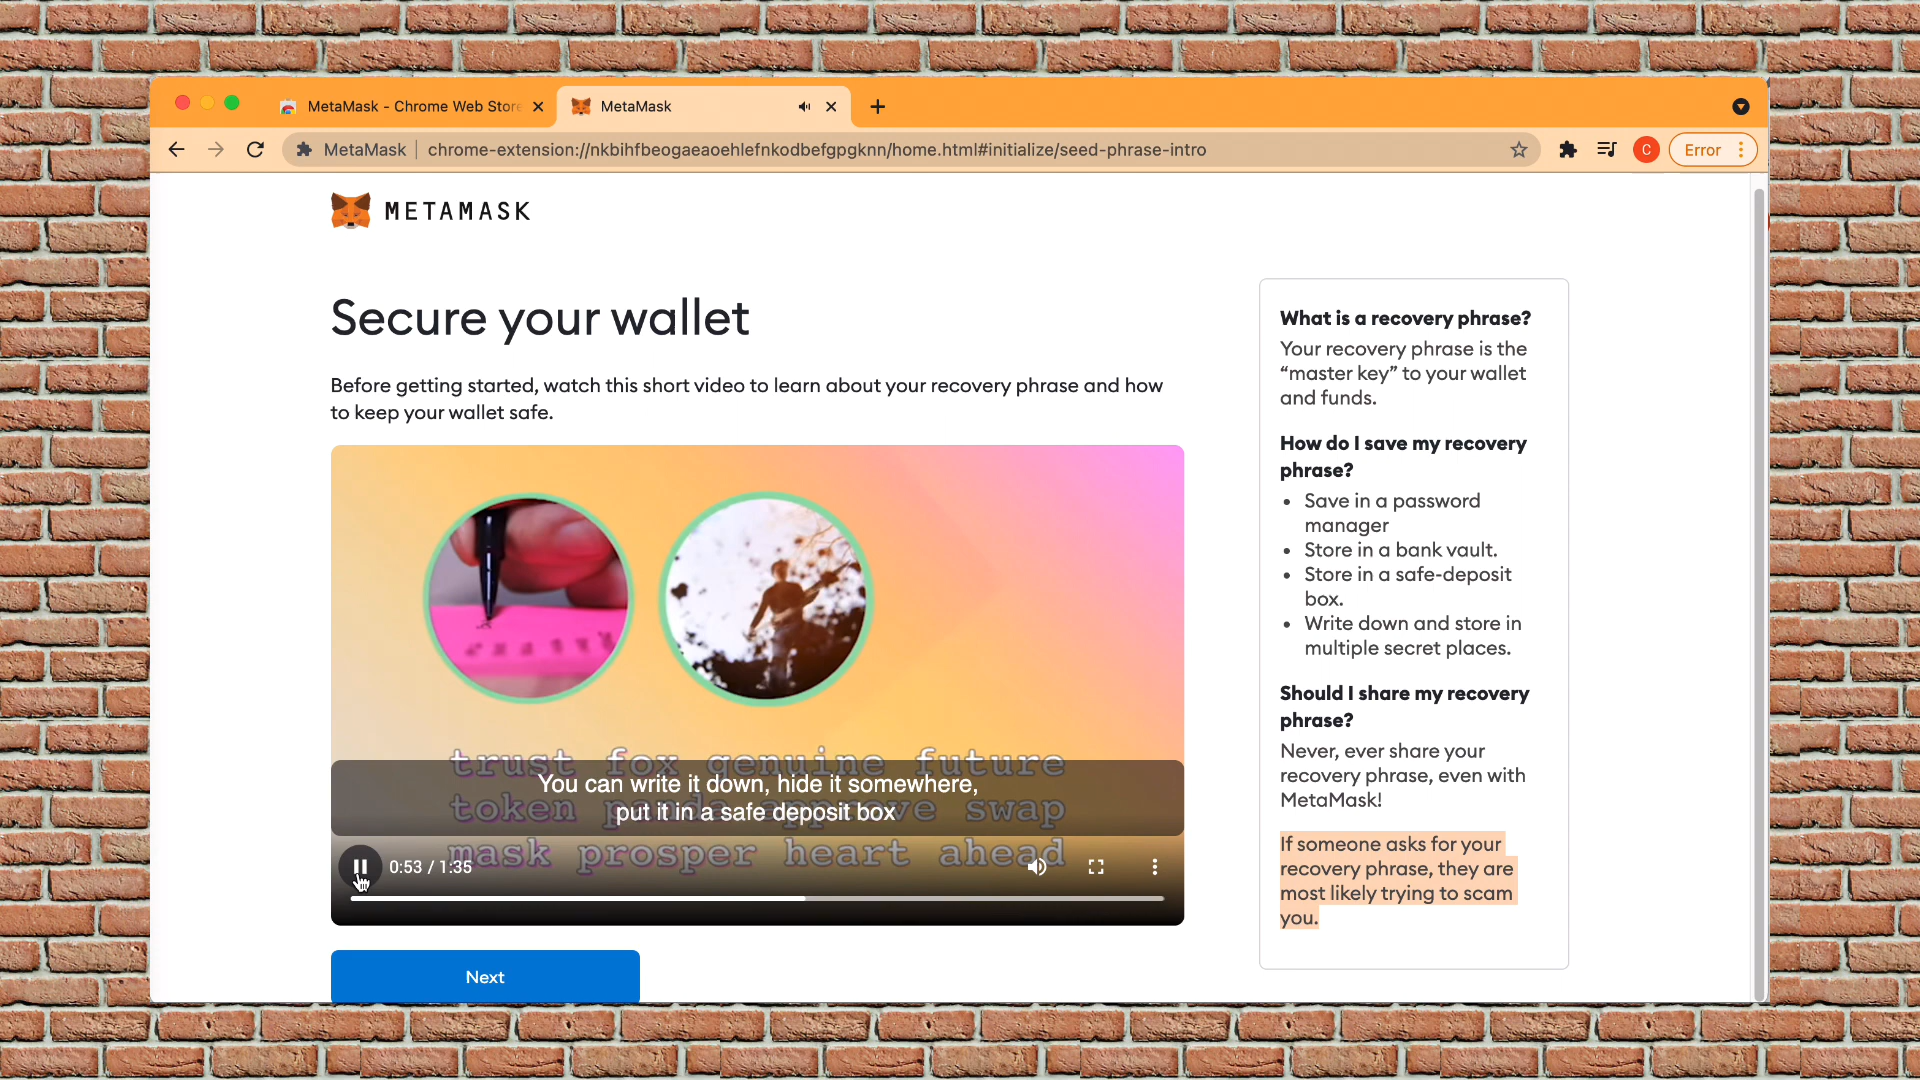 MetaMask - Chrome Web Store
MetaMask
MetaMask
chrome-extension://nkbihfbeogaeaoehlefnkodbefgpgknn/home.html#initialize/seed-phrase-intro
C
Error
METAMASK
Secure your wallet
Before getting started, watch this short video to learn about your recovery phrase and how
to keep your wallet safe.
trust fox genuine future
You can write it down, hide it somewhere,
token panda approve swap
put it in a safe deposit box
mask prosper heart ahead
0:53 / 1:35
Next
What is a recovery phrase?
Your recovery phrase is the
“master key” to your wallet
and funds.
How do I save my recovery
phrase?
• Save in a password
manager
• Store in a bank vault.
• Store in a safe-deposit
box.
• Write down and store in
multiple secret places.
Should I share my recovery
phrase?
Never, ever share your
recovery phrase, even with
MetaMask!
If someone asks for your
recovery phrase, they are
most likely trying to scam
you.